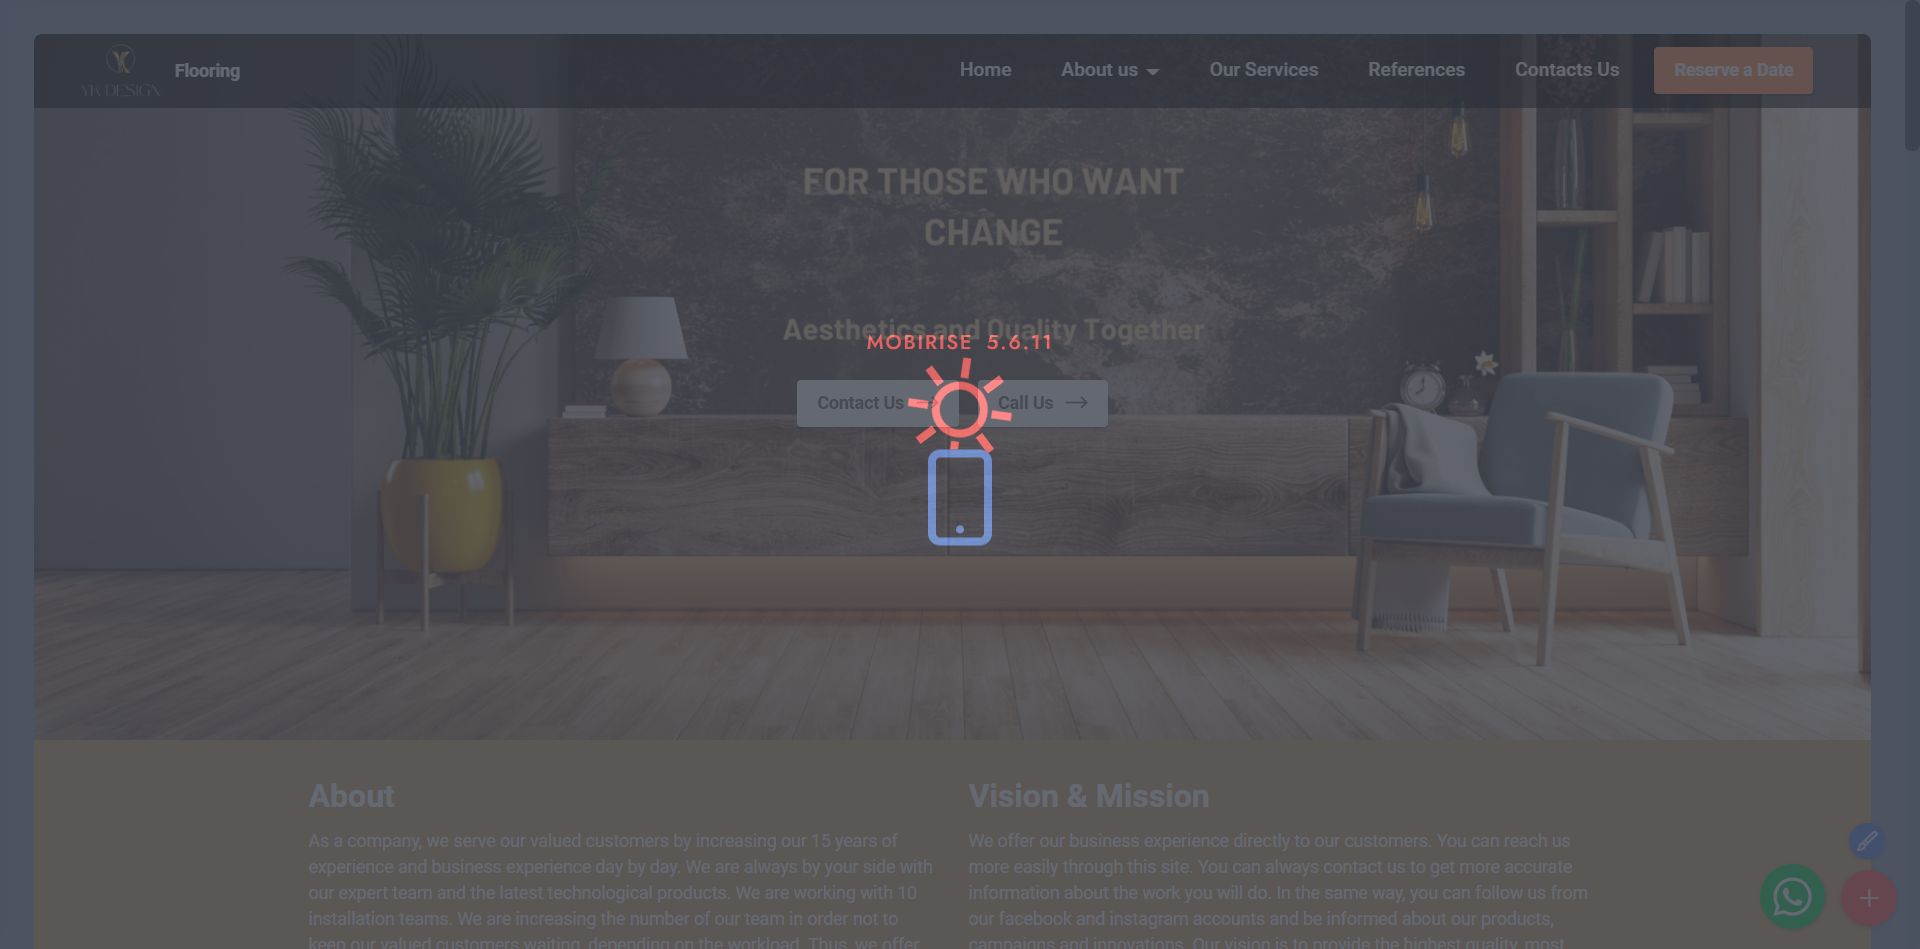 YK DESIGN
Flooring
Home
About us
Our Services
References
Contacts Us
Reserve a Date
FOR THOSE WHO WANT
CHANGE
Aesthetics and Quality Together
MOBIRISE 5.6.11
Contact Us
Call Us
About
As a company, we serve our valued customers by increasing our 15 years of
experience and business experience day by day. We are always by your side with
our expert team and the latest technological products. We are working with 10
installation teams. We are increasing the number of our team in order not to
keep our valued customers waiting, depending on the workload. Thus, we offer
Vision & Mission
We offer our business experience directly to our customers. You can reach us
more easily through this site. You can always contact us to get more accurate
information about the work you will do. In the same way, you can follow us from
our facebook and instagram accounts and be informed about our products,
campaigns and innovations. Our vision is to provide the highest quality, most